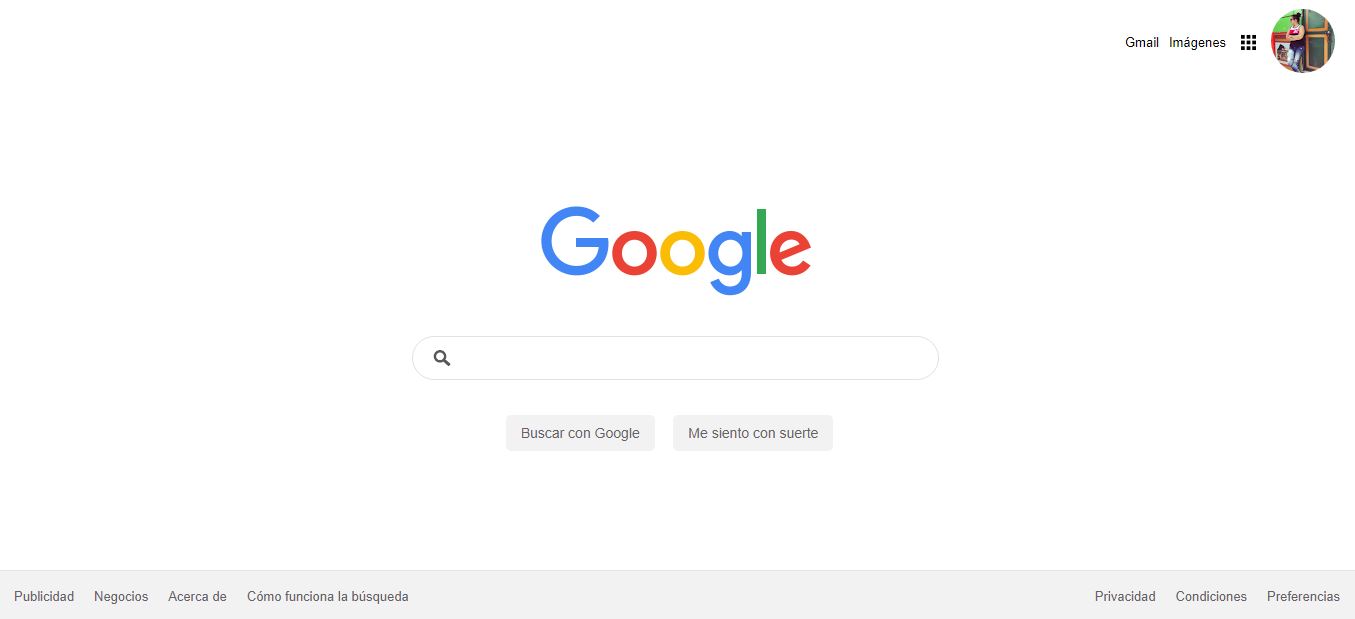 Gmail Imágenes
Google
Buscar con Google Me siento con suerte
Publicidad Negocios Acerca de Cómo funciona la búsqueda Privacidad Condiciones Preferencias